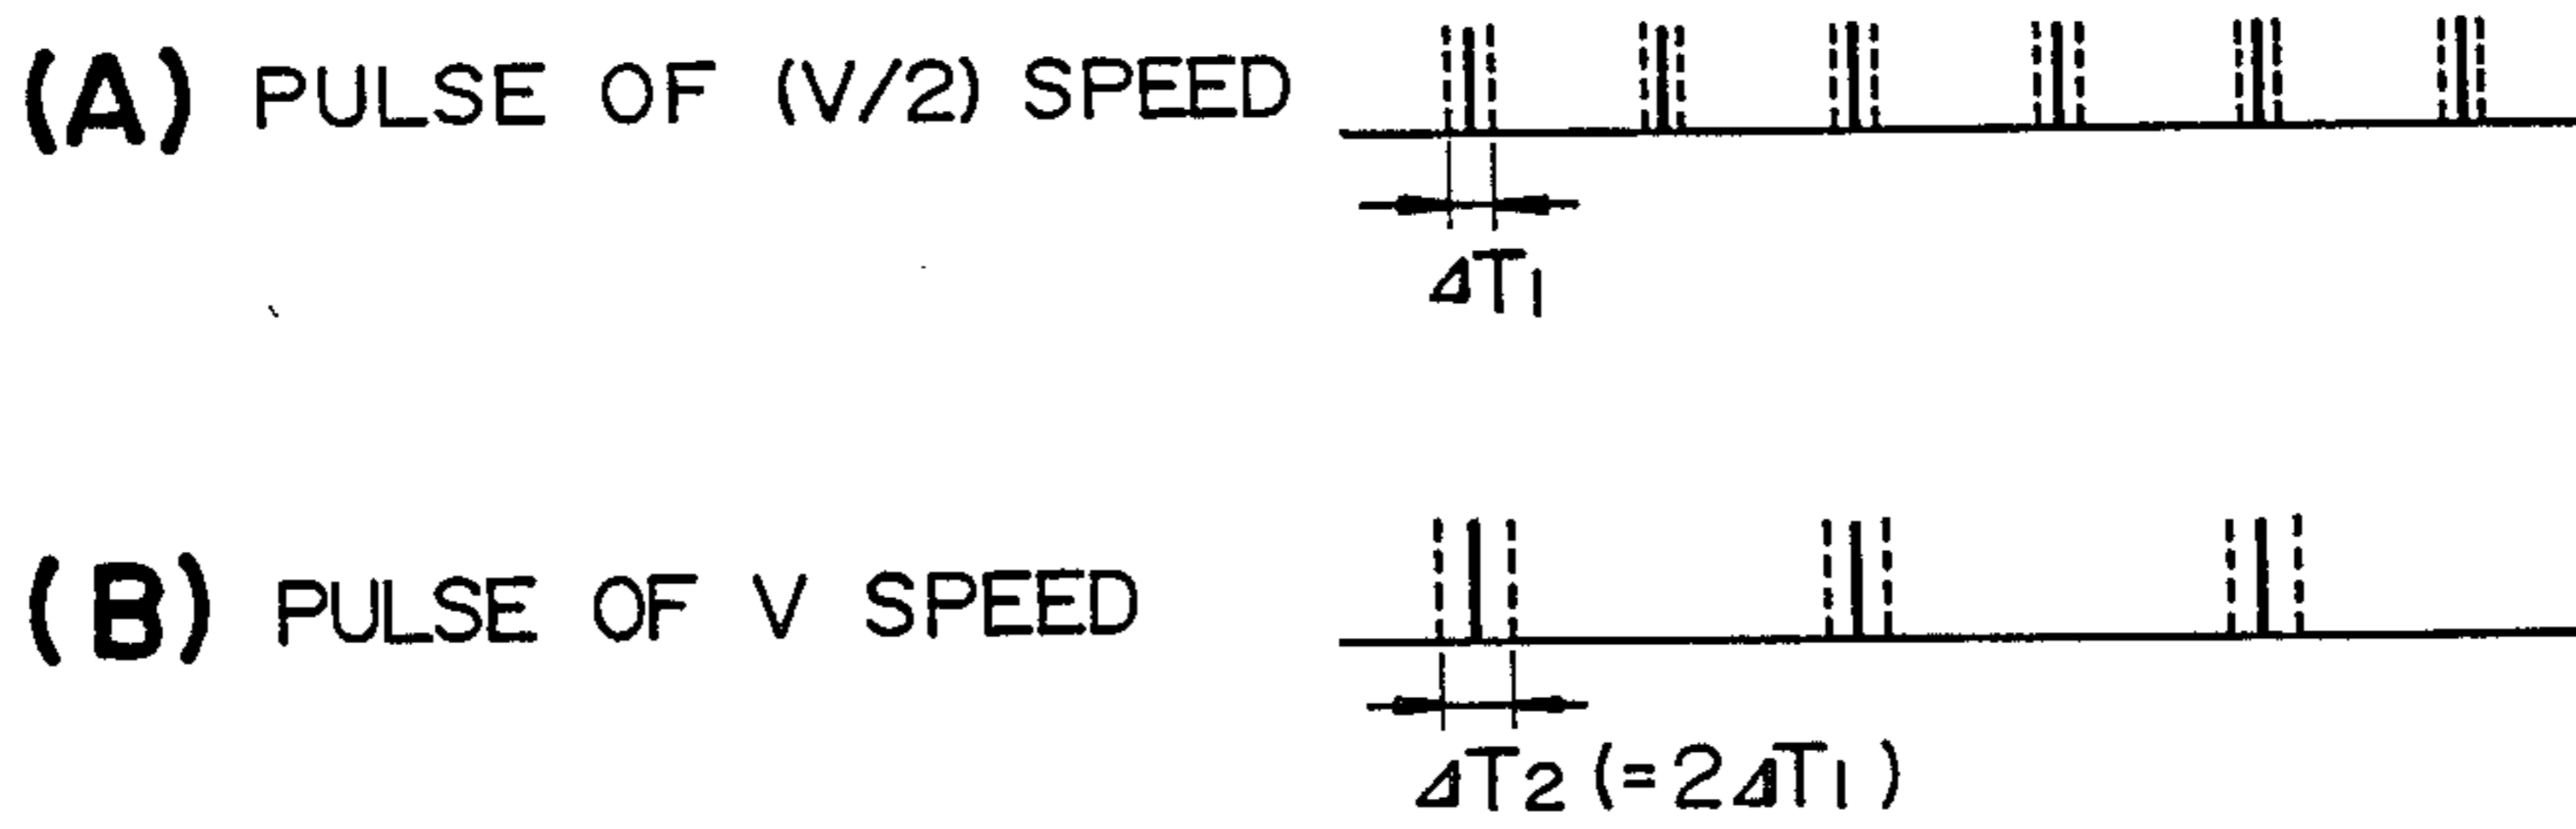 (A) PULSE OF (V/2) SPEED
ΔT1
(B) PULSE OF V SPEED
ΔT2 (=2ΔT1)